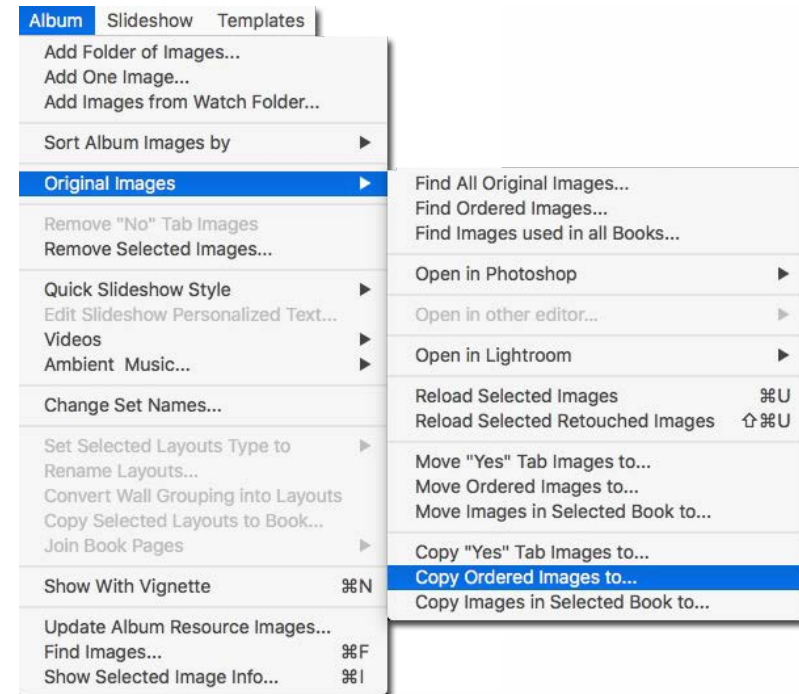 Album Slideshow Templates
Add Folder of Images...
Add One Image...
Add Images from Watch Folder...
Sort Album Images by ▶
Original Images ▶
Remove "No" Tab Images
Remove Selected Images...
Quick Slideshow Style ▶
Edit Slideshow Personalized Text...
Videos ▶
Ambient  Music... ▶
Change Set Names...
Set Selected Layouts Type to ▶
Rename Layouts...
Convert Wall Grouping into Layouts
Copy Selected Layouts to Book...
Join Book Pages ▶
Show With Vignette ⌘N
Update Album Resource Images...
Find Images... ⌘F
Show Selected Image Info... ⌘I
Find All Original Images...
Find Ordered Images...
Find Images used in all Books...
Open in Photoshop ▶
Open in other editor... ▶
Open in Lightroom ▶
Reload Selected Images ⌘U
Reload Selected Retouched Images ⇧⌘U
Move "Yes" Tab Images to...
Move Ordered Images to...
Move Images in Selected Book to...
Copy "Yes" Tab Images to...
Copy Ordered Images to...
Copy Images in Selected Book to...